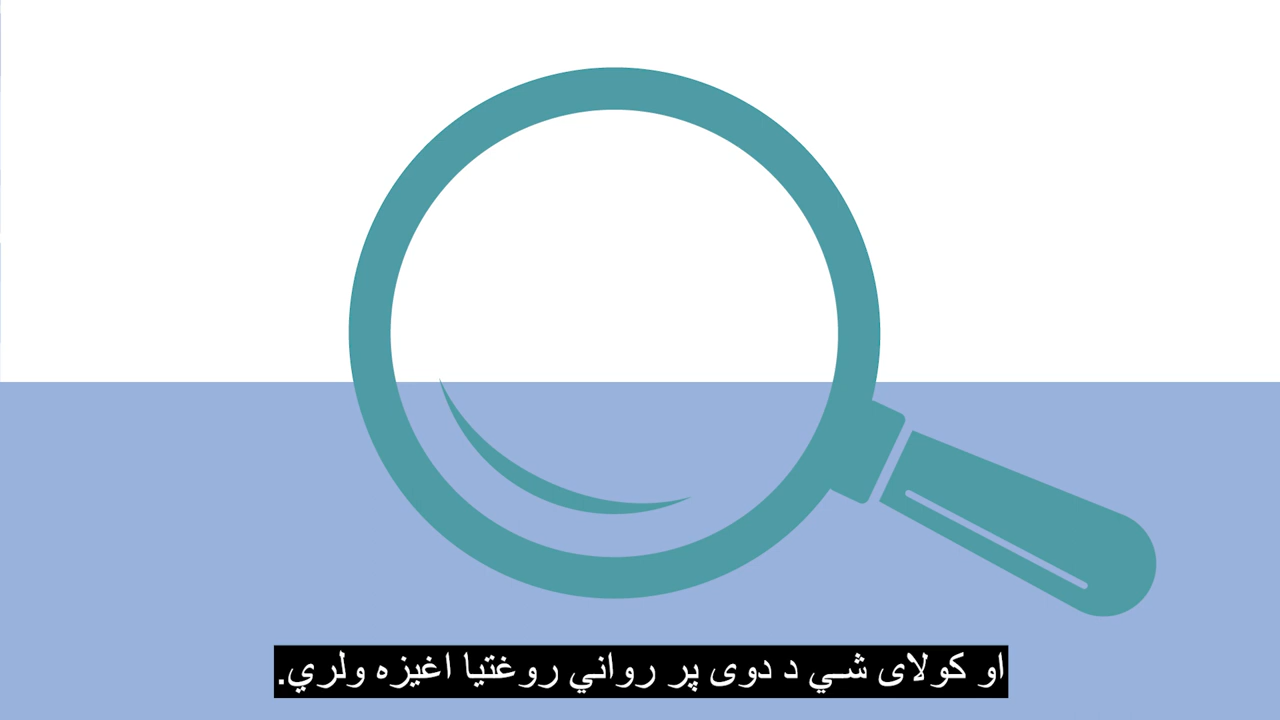 او کولای شي د دوی پر رواني روغتیا اغیزه ولري.